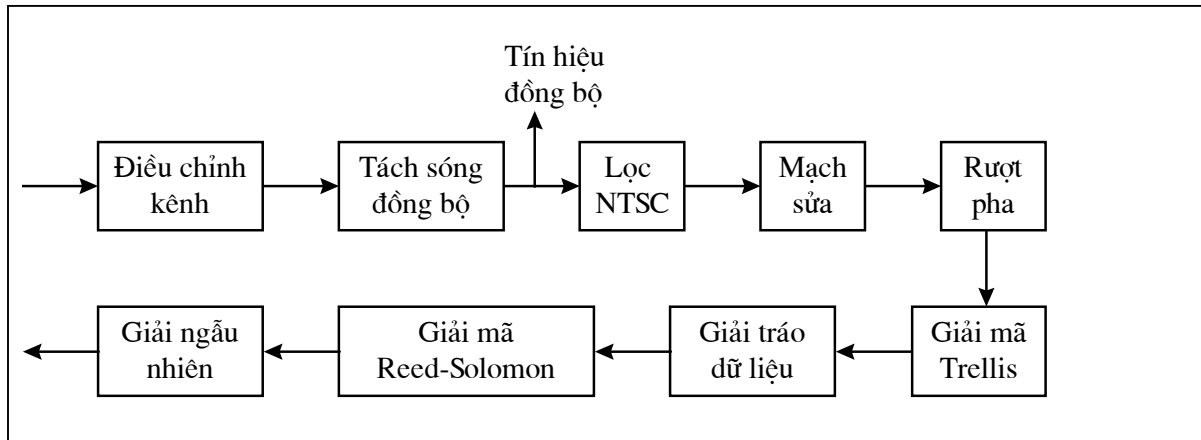 Tín hiệu
đồng bộ
Điều chỉnh
kênh
Tách sóng
đồng bộ
Lọc
NTSC
Mạch
sửa
Rượt
pha
Giải ngẫu
nhiên
Giải mã
Reed-Solomon
Giải tráo
dữ liệu
Giải mã
Trellis